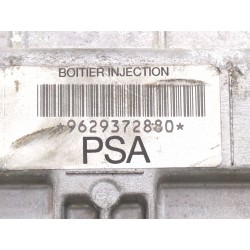 BOITIER INJECTION
*9629372880*
PSA